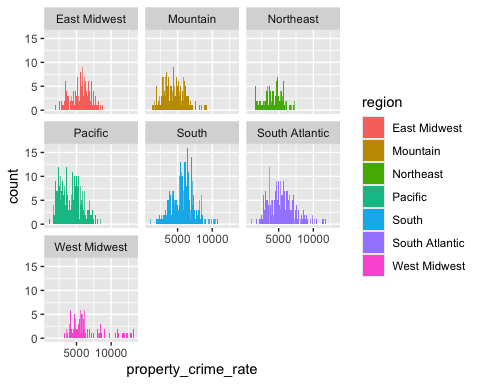 East Midwest Mountain Northeast
15
10
5
0
Pacific South South Atlantic
15
10
5
0
5000 10000 5000 10000
West Midwest
15
10
5
0
5000 10000
property_crime_rate
count
region
East Midwest
Mountain
Northeast
Pacific
South
South Atlantic
West Midwest